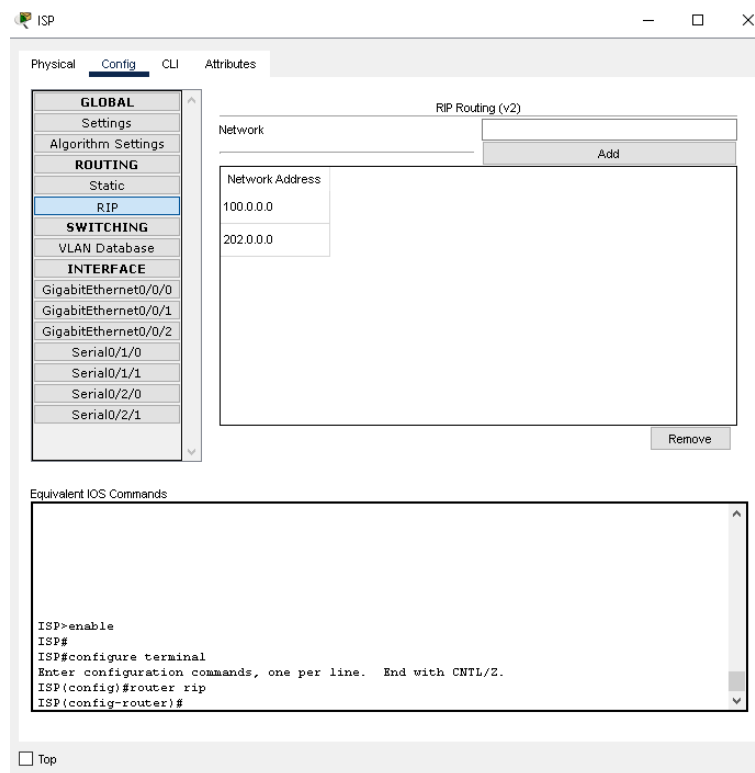 ISP
Physical Config CLI Attributes
GLOBAL
Settings
Algorithm Settings
ROUTING
Static
RIP
SWITCHING
VLAN Database
INTERFACE
GigabitEthernet0/0/0
GigabitEthernet0/0/1
GigabitEthernet0/0/2
Serial0/1/0
Serial0/1/1
Serial0/2/0
Serial0/2/1
RIP Routing (v2)
Network
Add
Network Address
100.0.0.0
202.0.0.0
Remove
Equivalent IOS Commands
ISP>enable
ISP#
ISP#configure terminal
Enter configuration commands, one per line.  End with CNTL/Z.
ISP(config)#router rip
ISP(config-router)#
Top